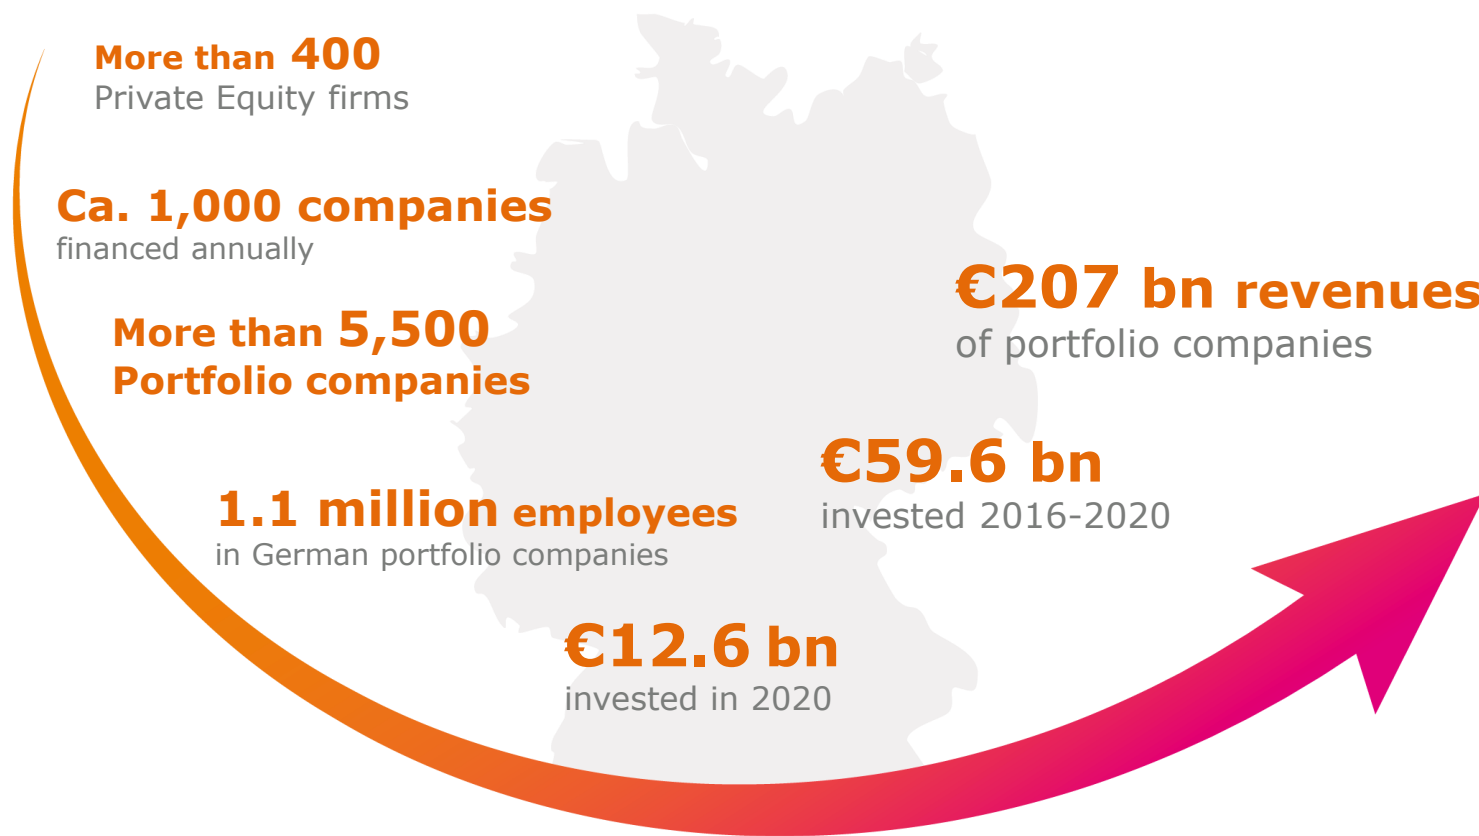 More than 400
Private Equity firms
Ca. 1,000 companies
financed annually
More than 5,500
Portfolio companies
1.1 million employees
in German portfolio companies
€12.6 bn
invested in 2020
€59.6 bn
invested 2016-2020
€207 bn revenues
of portfolio companies